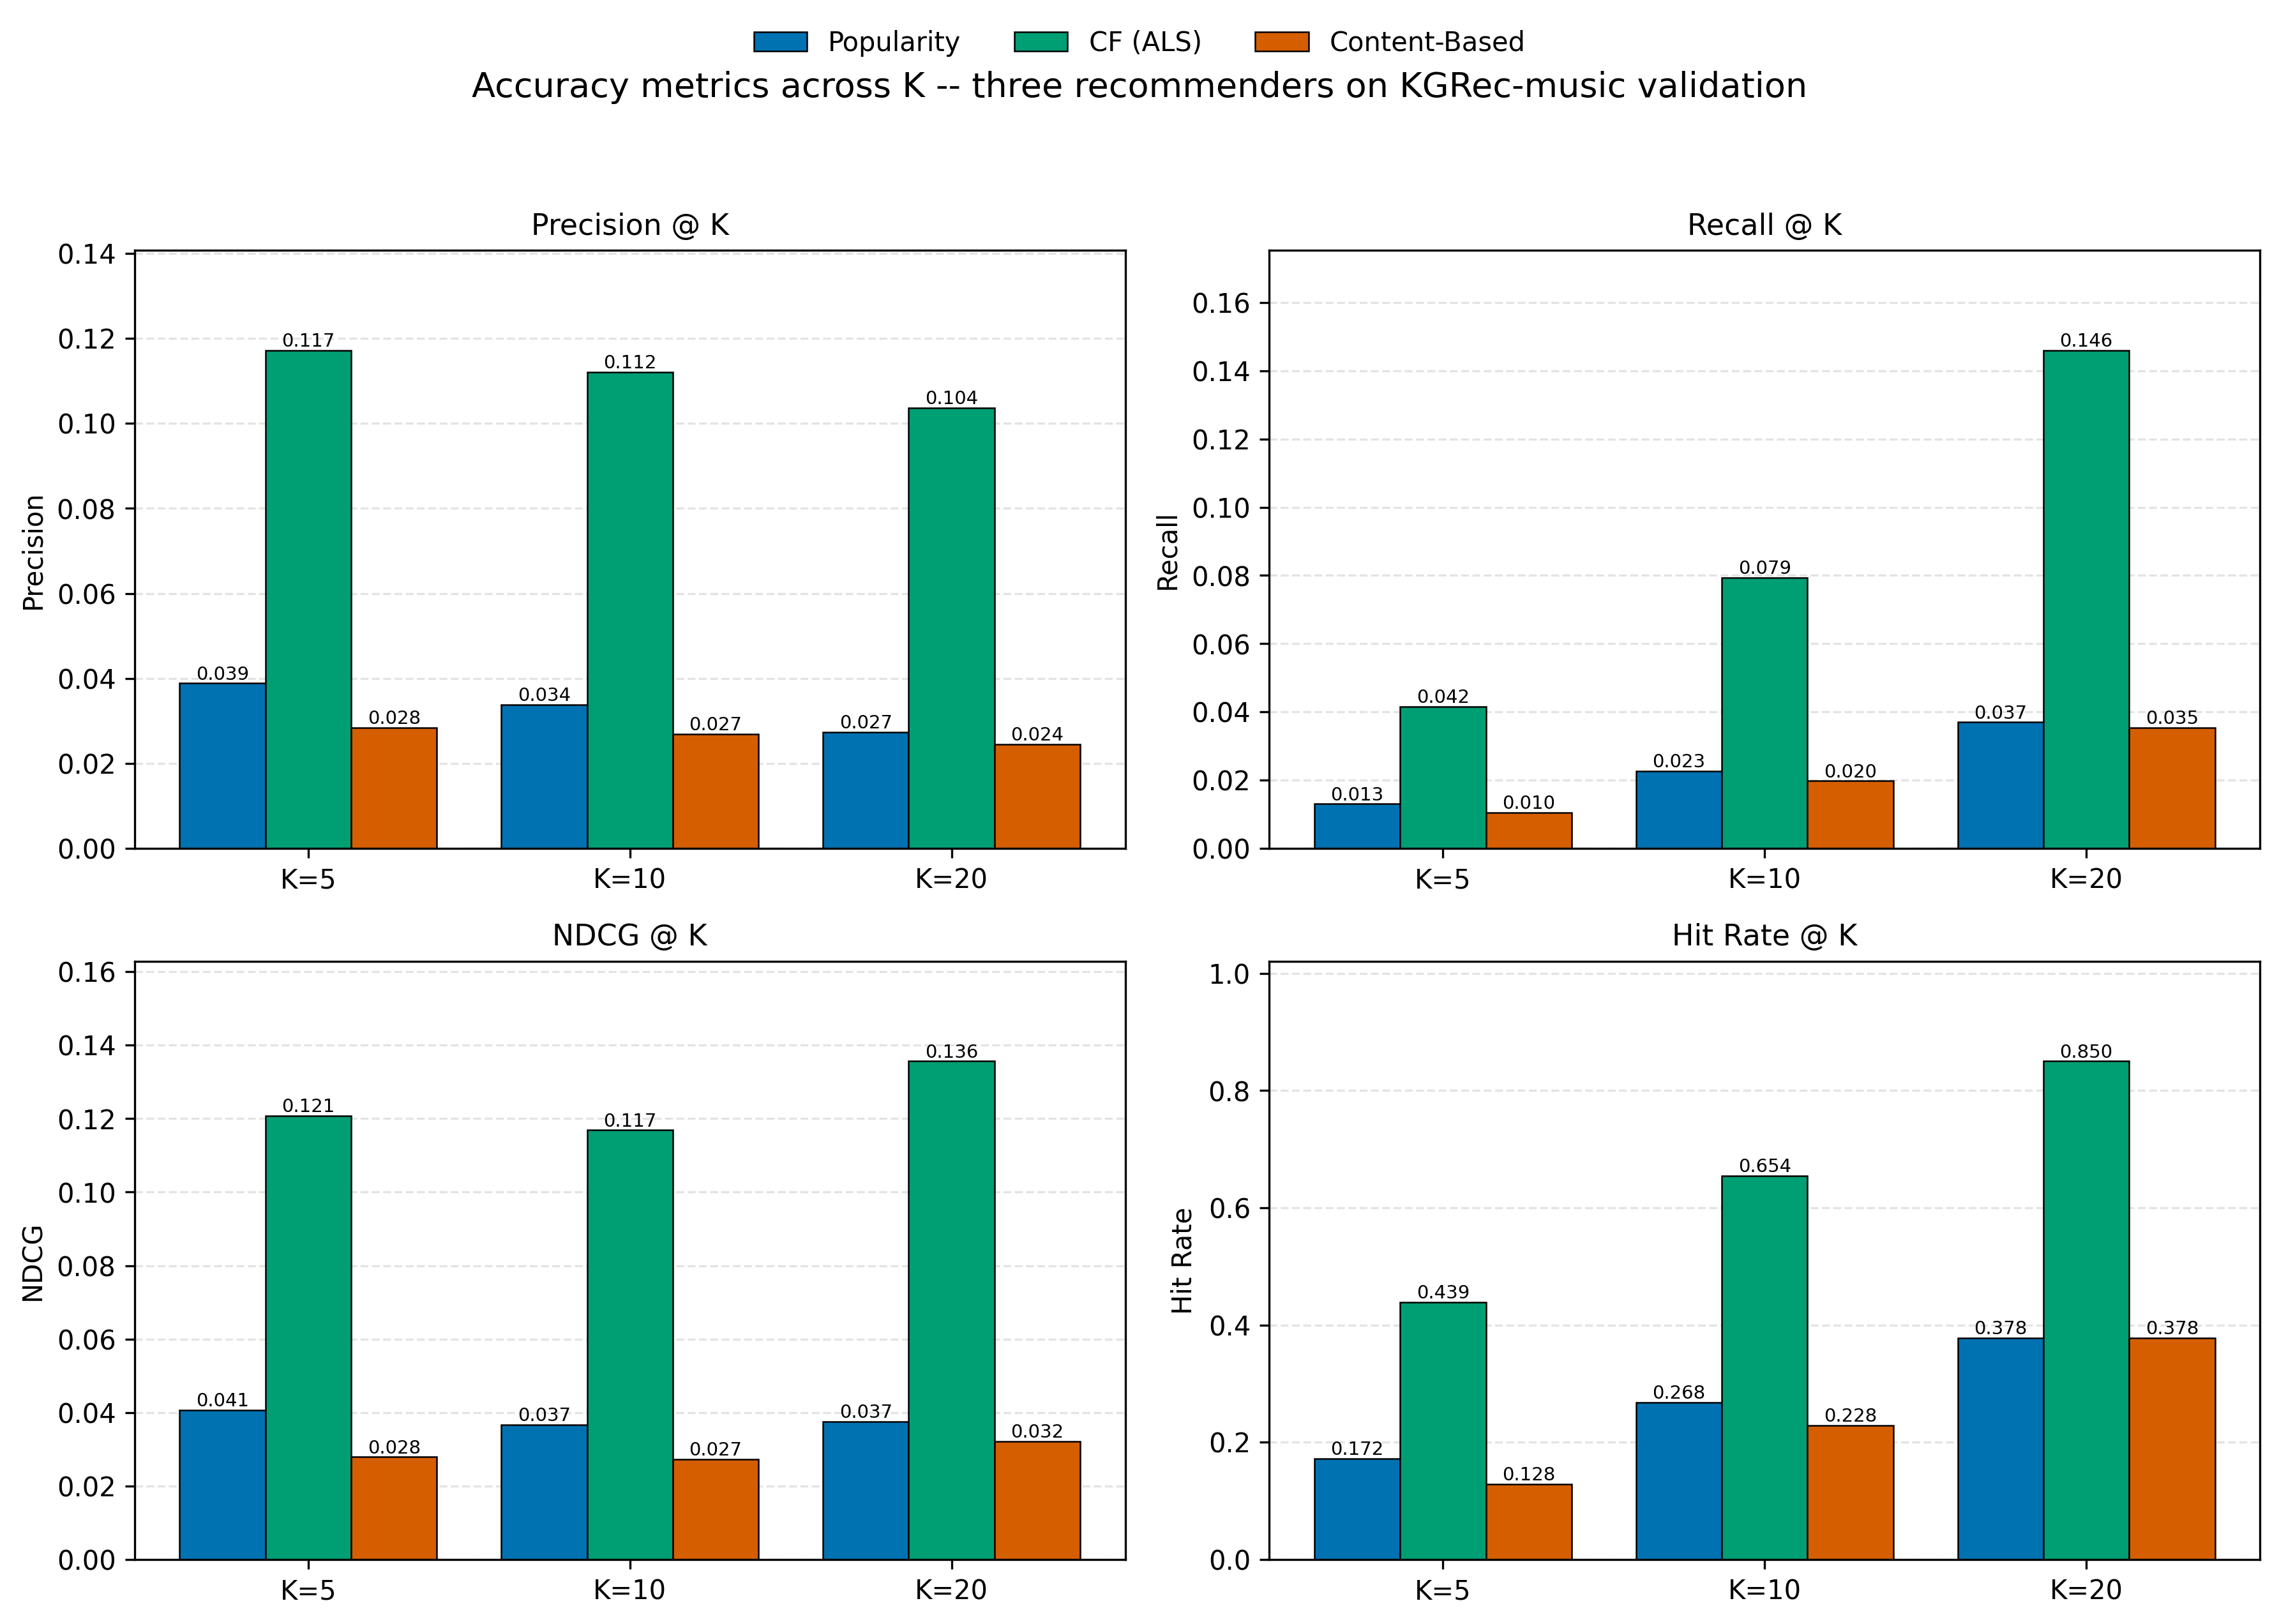 Popularity CF (ALS) Content-Based
Accuracy metrics across K -- three recommenders on KGRec-music validation
Precision @ K
Precision
0.14
0.12
0.10
0.08
0.06
0.04
0.02
0.00
0.039 0.117 0.028 0.034 0.112 0.027 0.027 0.104 0.024
K=5 K=10 K=20
Recall @ K
Recall
0.16
0.14
0.12
0.10
0.08
0.06
0.04
0.02
0.00
0.013 0.042 0.010 0.023 0.079 0.020 0.037 0.146 0.035
K=5 K=10 K=20
NDCG @ K
NDCG
0.16
0.14
0.12
0.10
0.08
0.06
0.04
0.02
0.00
0.041 0.121 0.028 0.037 0.117 0.027 0.037 0.136 0.032
K=5 K=10 K=20
Hit Rate @ K
Hit Rate
1.0
0.8
0.6
0.4
0.2
0.0
0.172 0.439 0.128 0.268 0.654 0.228 0.378 0.850 0.378
K=5 K=10 K=20